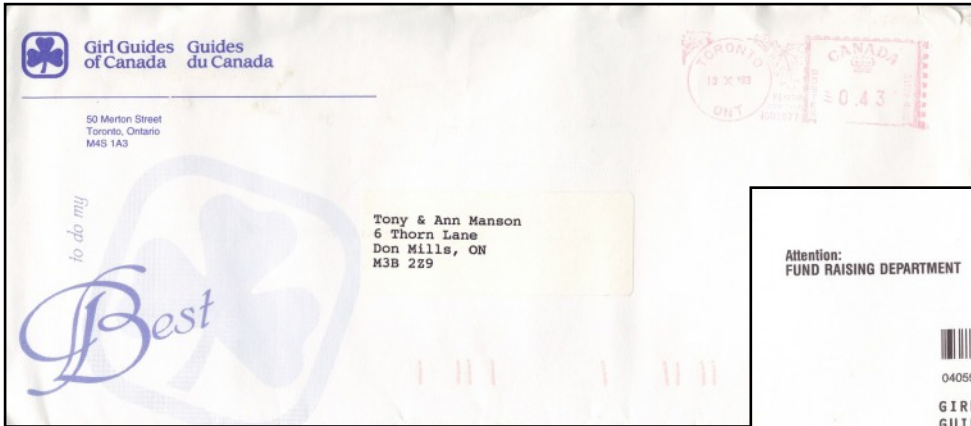 Girl Guides Guides
of Canada du Canada
50 Merton Street
Toronto, Ontario
M4S 1A3
TORONTO
ONT
CANADA
0.43
to do my
Best
Tony & Ann Manson
6 Thorn Lane
Don Mills, ON
M3B 2Z9
Attention:
FUND RAISING DEPARTMENT